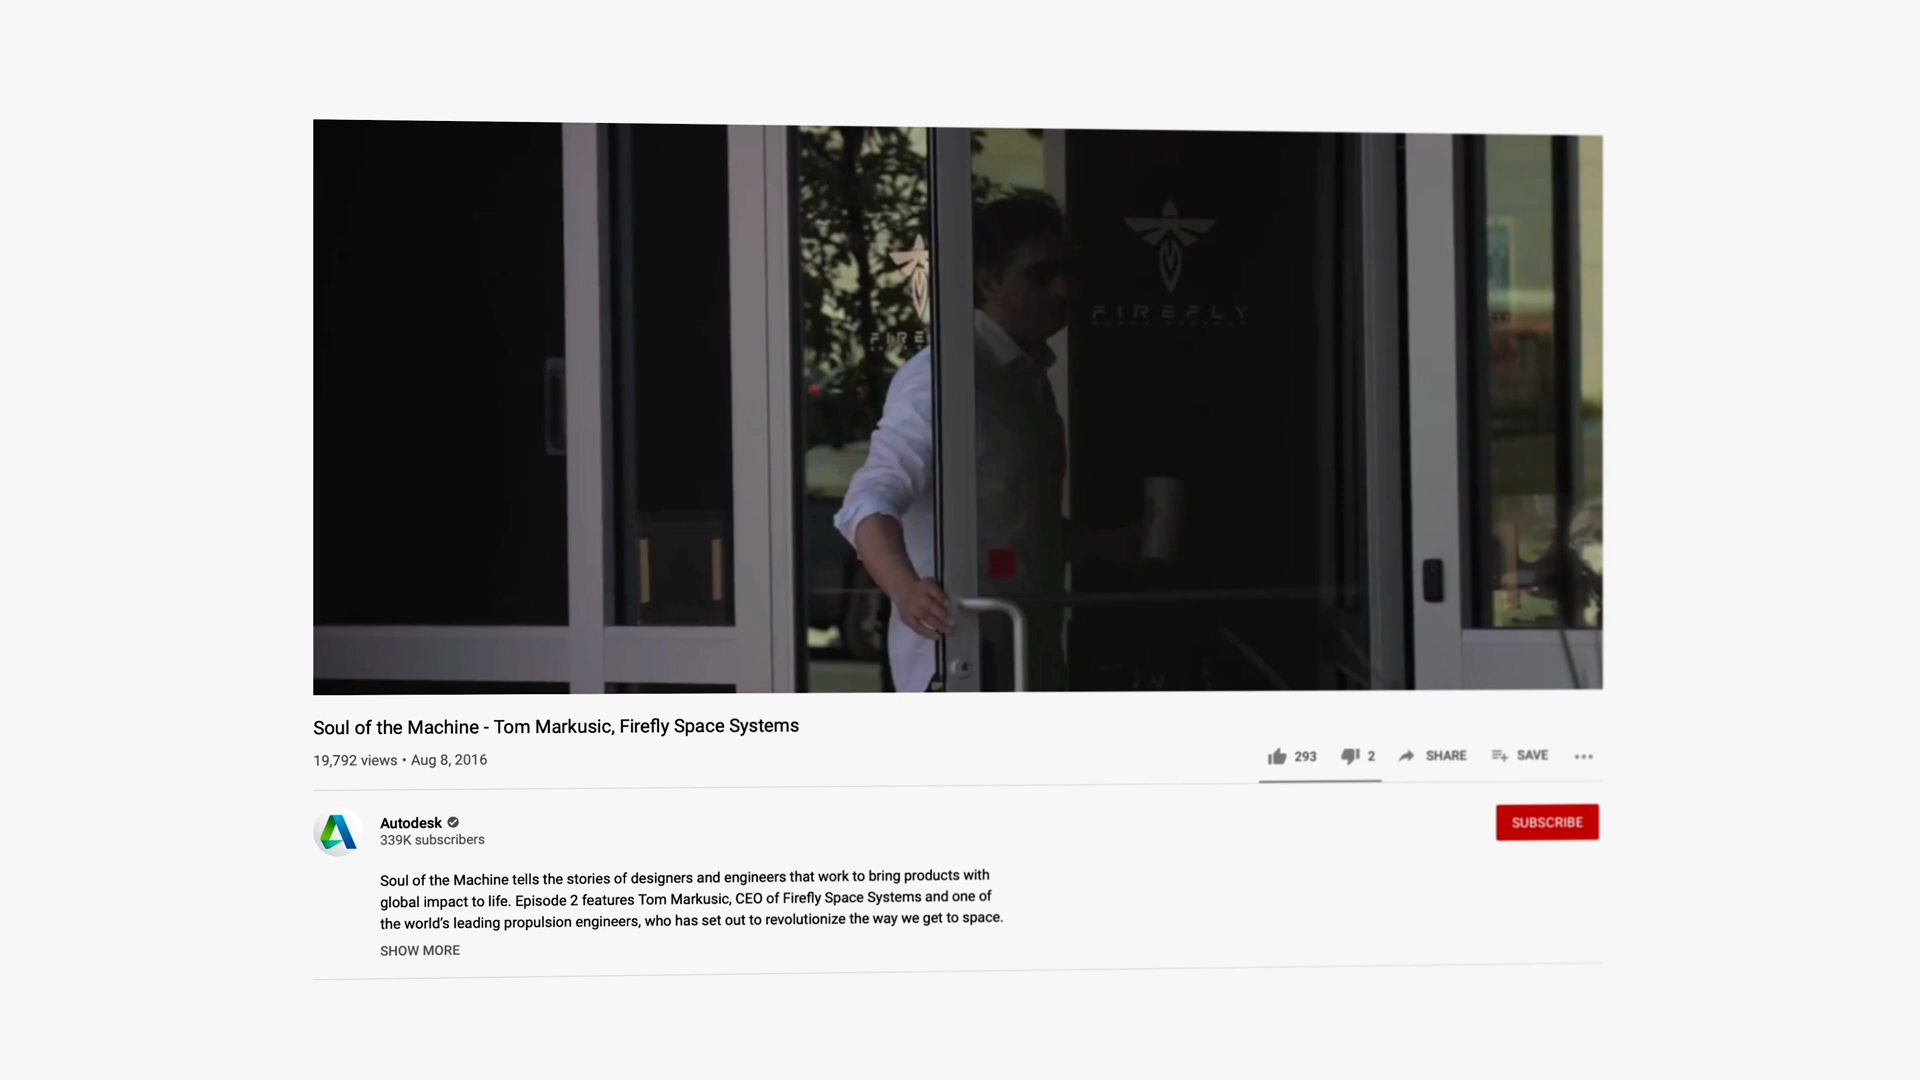 FIRE
FIREFLY
Soul of the Machine - Tom Markusic, Firefly Space Systems
19,792 views • Aug 8, 2016
293 2 SHARE SAVE
Autodesk
339K subscribers
SUBSCRIBE
Soul of the Machine tells the stories of designers and engineers that work to bring products with
global impact to life. Episode 2 features Tom Markusic, CEO of Firefly Space Systems and one of
the world’s leading propulsion engineers, who has set out to revolutionize the way we get to space.
SHOW MORE